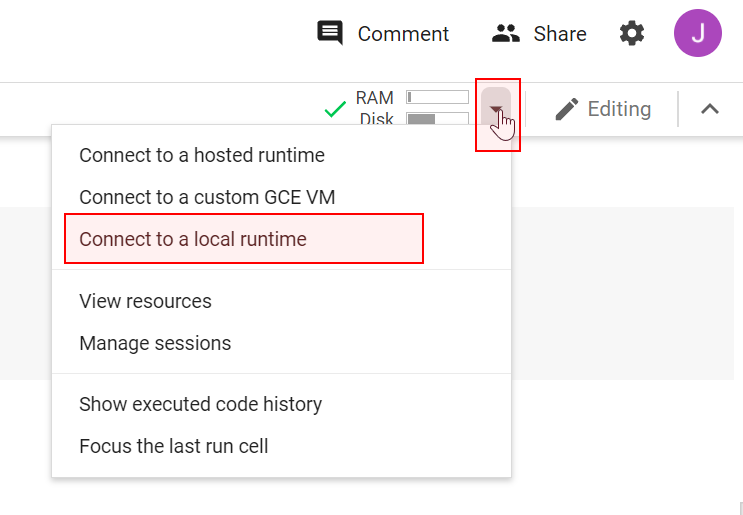 Comment
Share
J
RAM
Disk
Editing
Connect to a hosted runtime
Connect to a custom GCE VM
Connect to a local runtime
View resources
Manage sessions
Show executed code history
Focus the last run cell